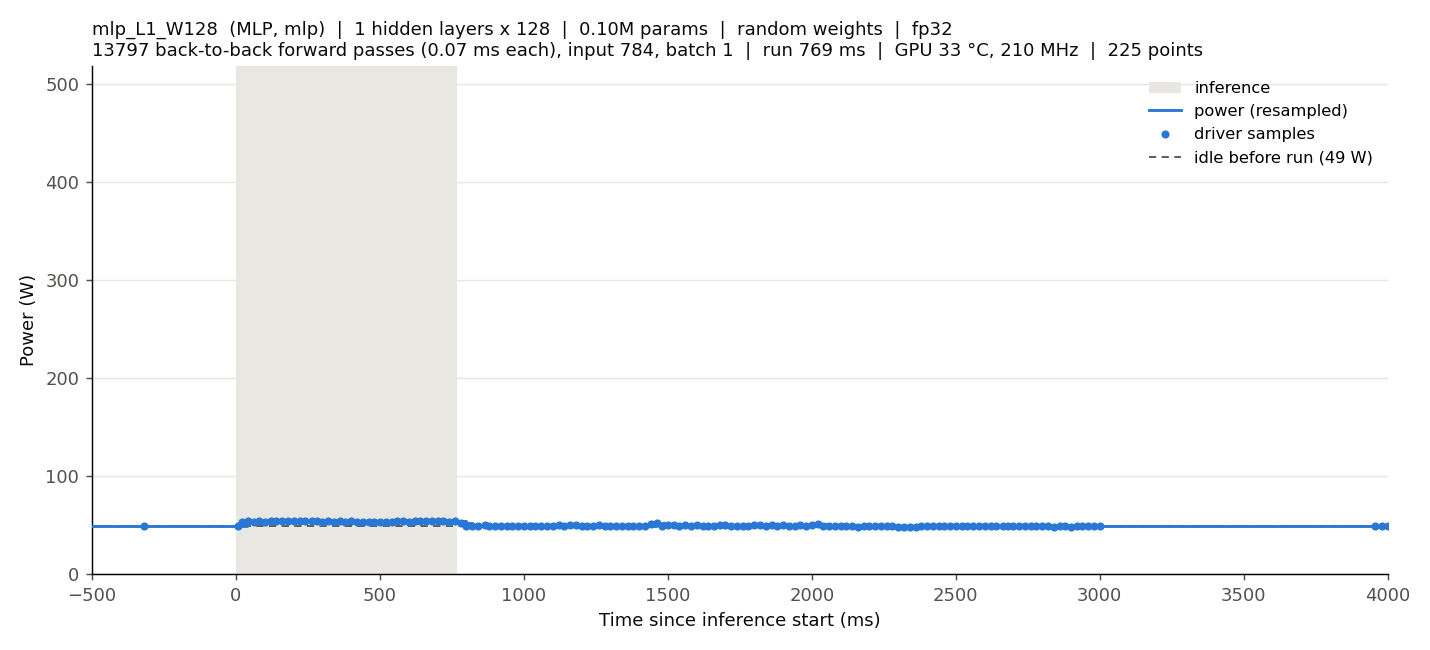 mlp_L1_W128  (MLP, mlp)  |  1 hidden layers x 128  |  0.10M params  |  random weights  |  fp32
13797 back-to-back forward passes (0.07 ms each), input 784, batch 1  |  run 769 ms  |  GPU 33 °C, 210 MHz  |  225 points
inference
power (resampled)
driver samples
idle before run (49 W)
Power (W)
500
400
300
200
100
0
−500 0 500 1000 1500 2000 2500 3000 3500 4000
Time since inference start (ms)